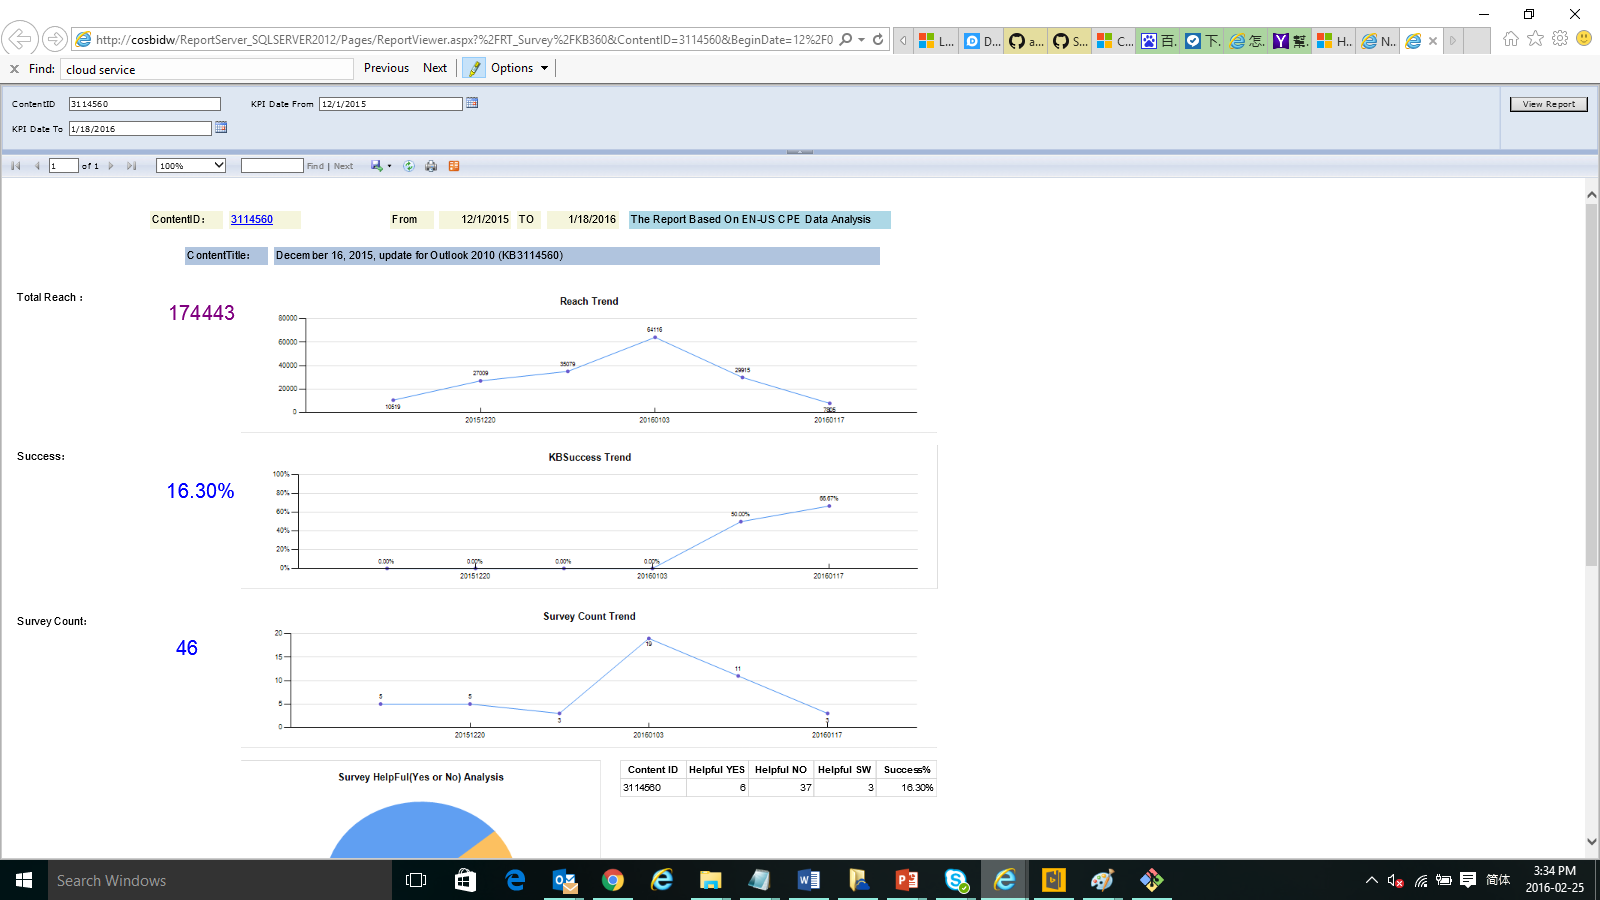 http://cosbidw/ReportServer_SQLSERVER2012/Pages/ReportViewer.aspx?%2FRT_Survey%2FKB360&ContentID=3114560&BeginDate=12%2F0
L... D... a... S... C... 百. 下. 怎. 幫. H.. N..
x Find: cloud service Previous Next Options
ContentID 3114560 KPI Date From 12/1/2015 View Report
KPI Date To 1/18/2016
1 of 1 100% Find | Next
ContentID: 3114560 From 12/1/2015 TO 1/18/2016 The Report Based On EN-US CPE Data Analysis
ContentTitle: December 16, 2015, update for Outlook 2010 (KB3114560)
Total Reach :
174443
Reach Trend
80000
60000
40000
20000
0
10519 27009 35079 64116 29915 7805
20151220 20160103 20160117
Success:
16.30%
KBSuccess Trend
100%
80%
60%
40%
20%
0%
0.00% 0.00% 0.00% 0.00% 50.00% 66.67%
20151220 20160103 20160117
Survey Count:
46
Survey Count Trend
20
15
10
5
0
5 5 3 19 11 3
20151220 20160103 20160117
Survey HelpFul(Yes or No) Analysis
Content ID Helpful YES Helpful NO Helpful SW Success%
3114560 6 37 3 16.30%
Search Windows
简体
3:34 PM
2016-02-25